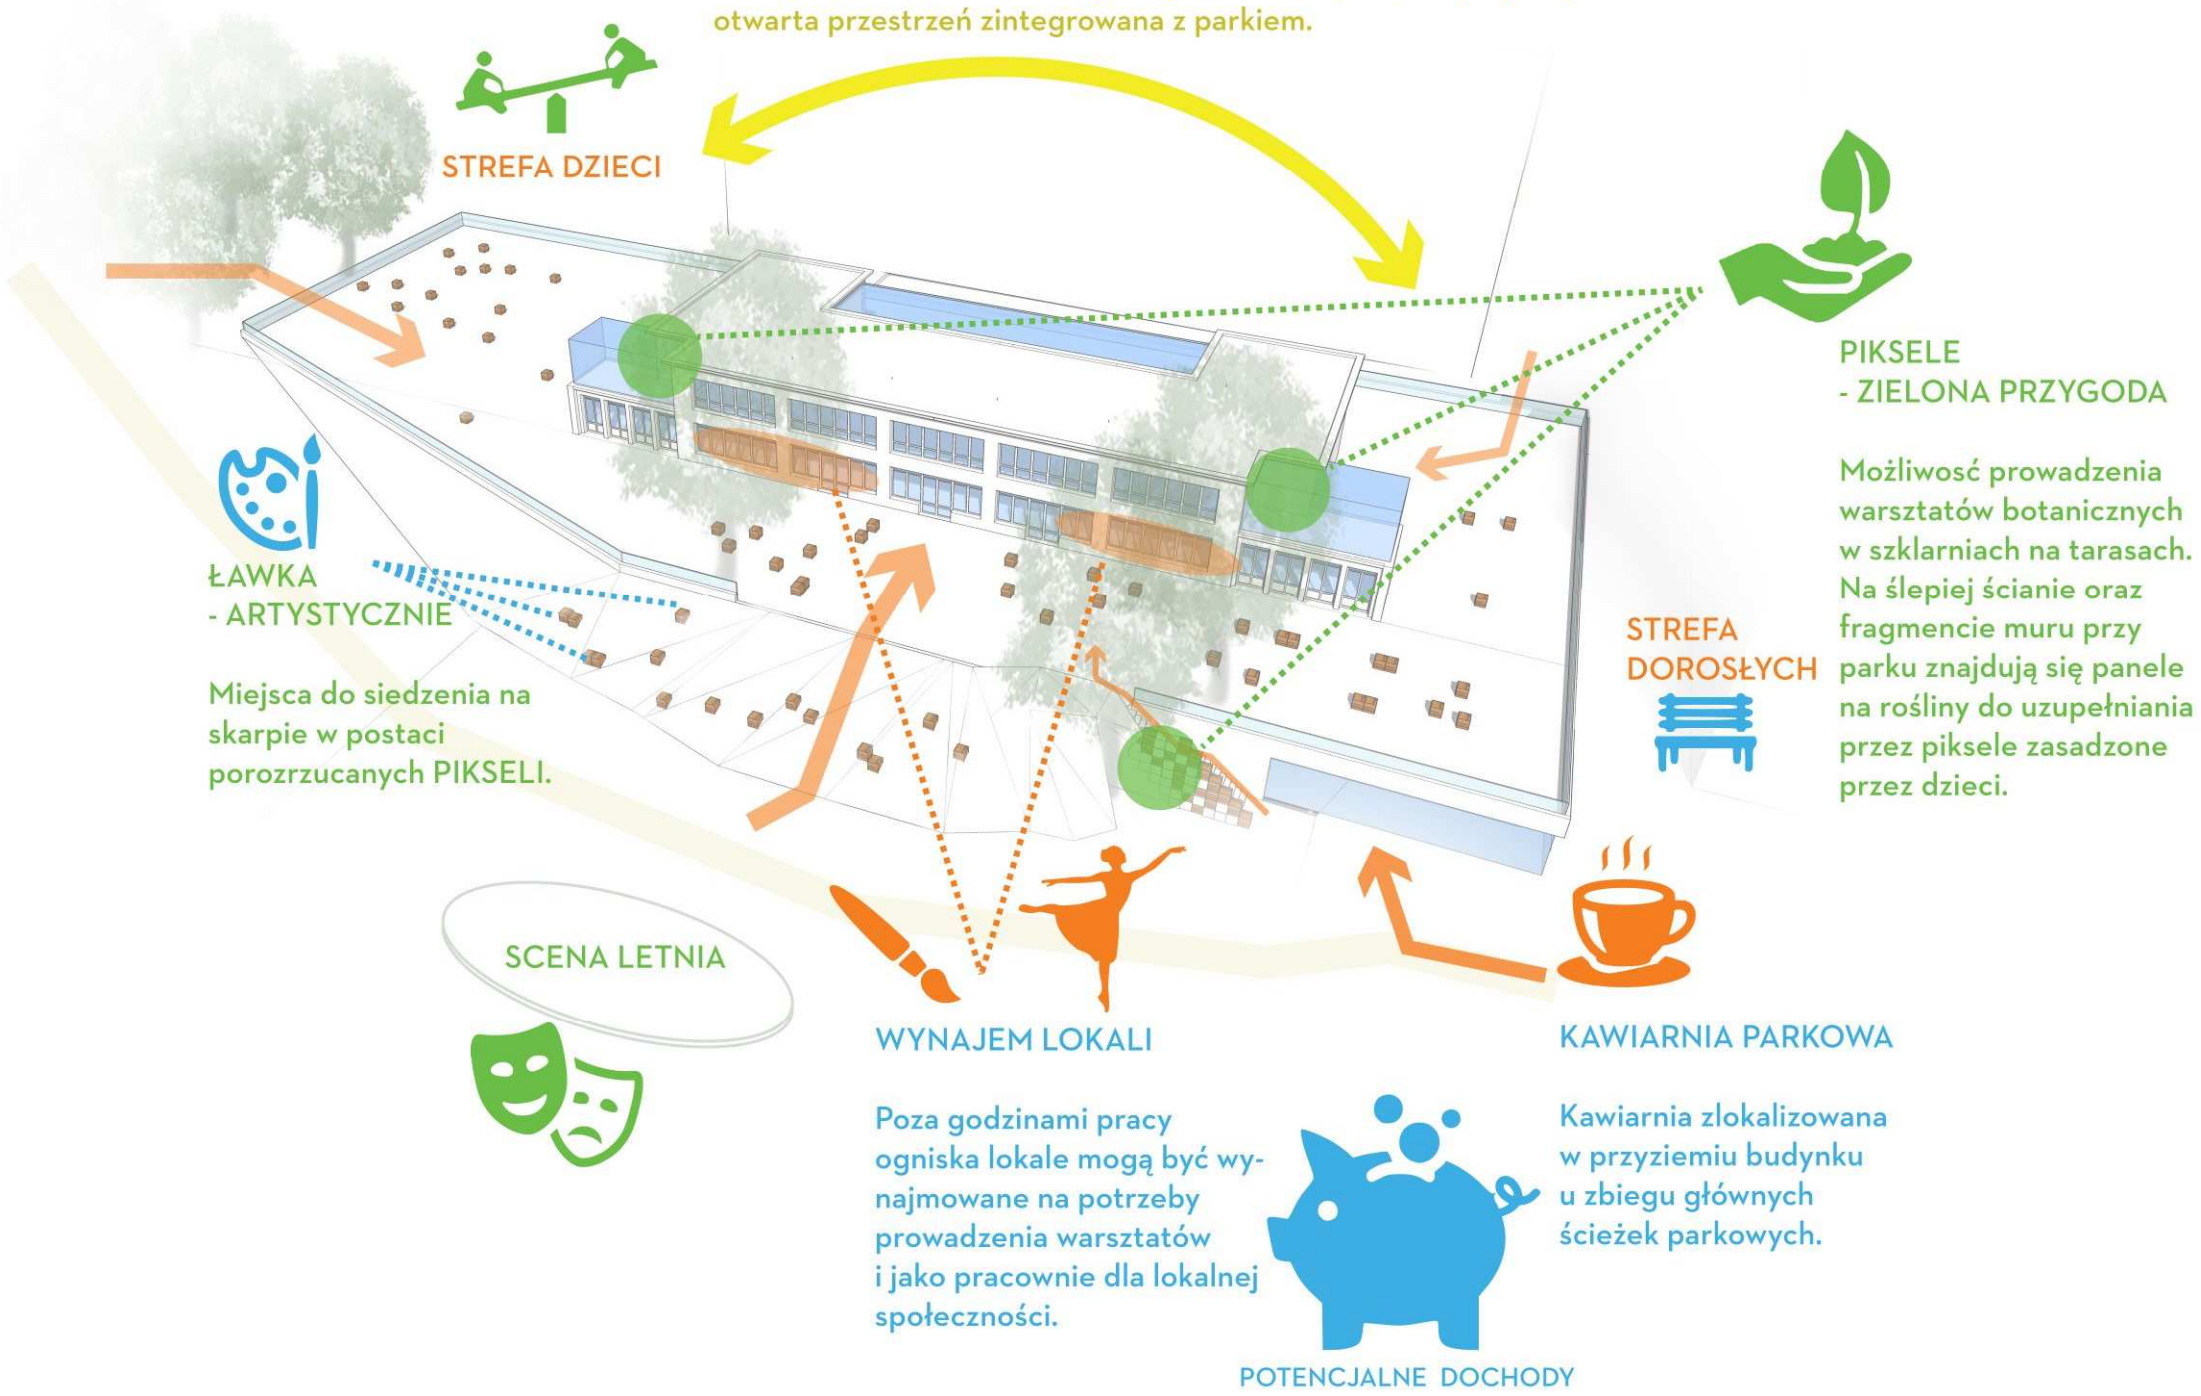 otwarta przestrzeń zintegrowana z parkiem.
STREFA DZIECI
PIKSELE
- ZIELONA PRZYGODA
Możliwosć prowadzenia
warsztatów botanicznych
w szklarniach na tarasach.
Na ślepiej ścianie oraz
fragmencie muru przy
parku znajdują się panele
na rośliny do uzupełniania
przez piksele zasadzone
przez dzieci.
STREFA
DOROSŁYCH
ŁAWKA
- ARTYSTYCZNIE
Miejsca do siedzenia na
skarpie w postaci
porozrzucanych PIKSELI.
SCENA LETNIA
WYNAJEM LOKALI
Poza godzinami pracy
ogniska lokale mogą być wy-
najmowane na potrzeby
prowadzenia warsztatów
i jako pracownie dla lokalnej
społeczności.
KAWIARNIA PARKOWA
Kawiarnia zlokalizowana
w przyziemiu budynku
u zbiegu głównych
ścieżek parkowych.
POTENCJALNE DOCHODY